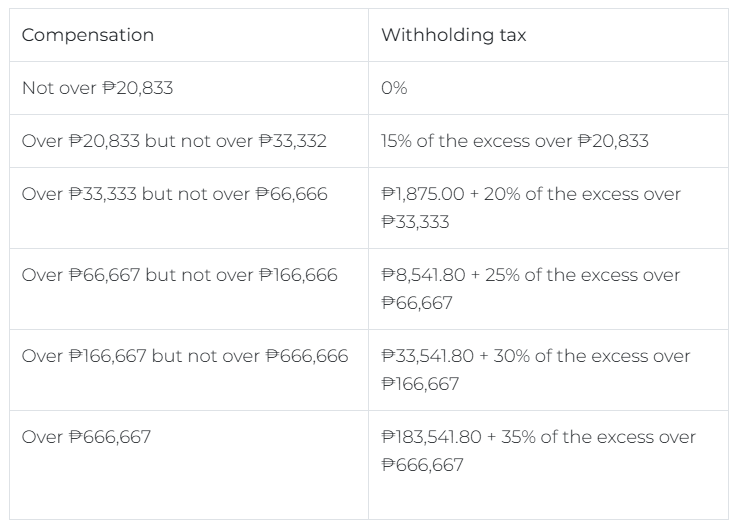 Compensation
Withholding tax
Not over ₱20,833
0%
Over ₱20,833 but not over ₱33,332
15% of the excess over ₱20,833
Over ₱33,333 but not over ₱66,666
₱1,875.00 + 20% of the excess over
₱33,333
Over ₱66,667 but not over ₱166,666
₱8,541.80 + 25% of the excess over
₱66,667
Over ₱166,667 but not over ₱666,666
₱33,541.80 + 30% of the excess over
₱166,667
Over ₱666,667
₱183,541.80 + 35% of the excess over
₱666,667